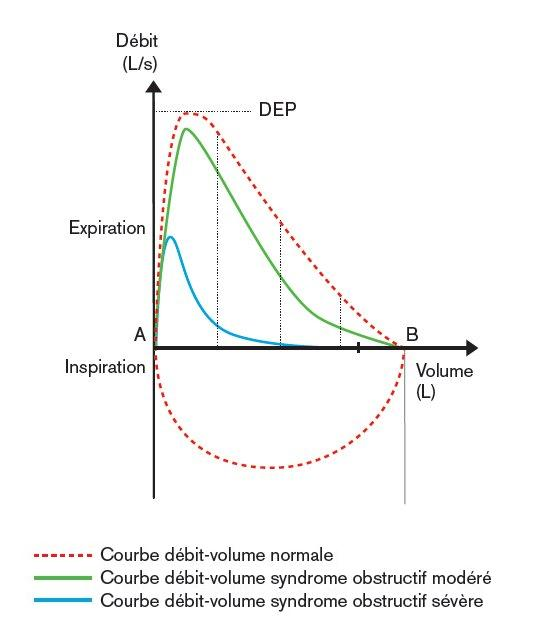 Débit
(L/s)
DEP
Expiration
A
B
Inspiration
Volume
(L)
Courbe débit-volume normale
Courbe débit-volume syndrome obstructif modéré
Courbe débit-volume syndrome obstructif sévère